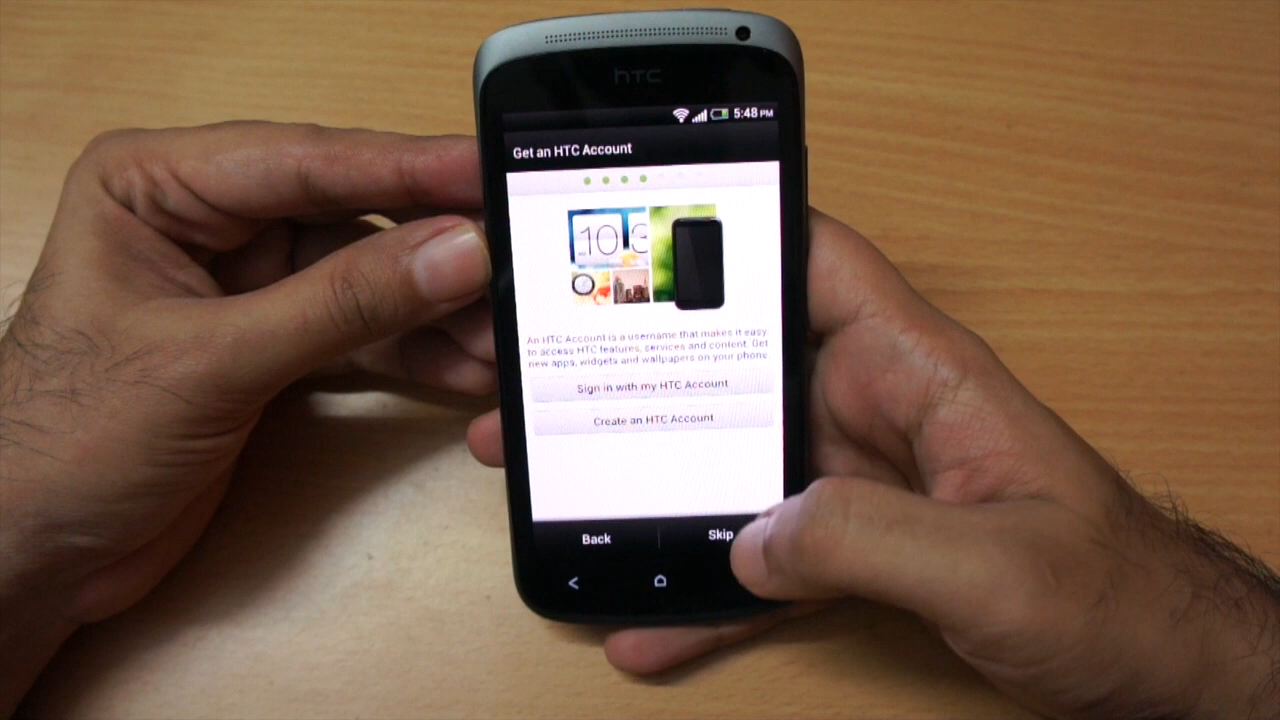 hTC
5:48 PM
Get an HTC Account
10 3
An HTC Account is a username that makes it easy
to access HTC features, services and content. Get
new apps, widgets and wallpapers on your phone
Sign in with my HTC Account
Create an HTC Account
Back Skip